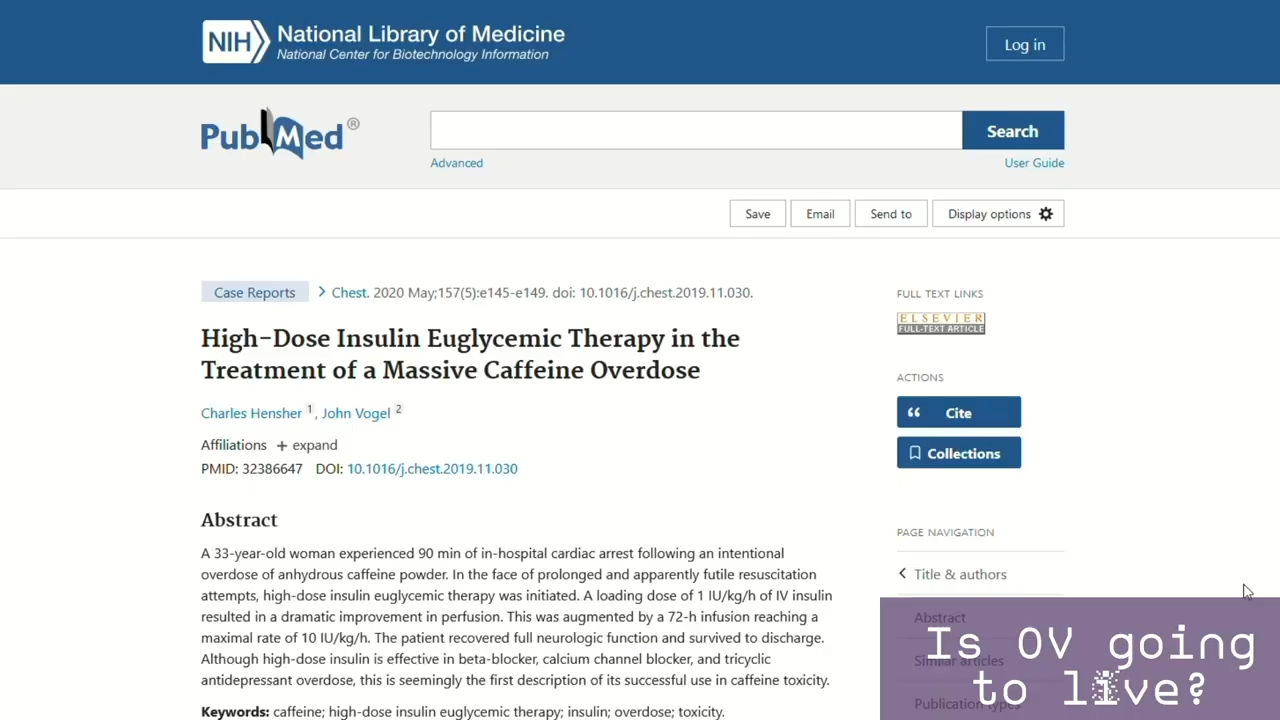 NIH National Library of Medicine
National Center for Biotechnology Information
Log in
PubMed®
Search
Advanced
User Guide
Save
Email
Send to
Display options
Case Reports > Chest. 2020 May;157(5):e145-e149. doi: 10.1016/j.chest.2019.11.030.
High-Dose Insulin Euglycemic Therapy in the
Treatment of a Massive Caffeine Overdose
Charles Hensher 1, John Vogel 2
Affiliations + expand
PMID: 32386647 DOI: 10.1016/j.chest.2019.11.030
Abstract
A 33-year-old woman experienced 90 min of in-hospital cardiac arrest following an intentional
overdose of anhydrous caffeine powder. In the face of prolonged and apparently futile resuscitation
attempts, high-dose insulin euglycemic therapy was initiated. A loading dose of 1 IU/kg/h of IV insulin
resulted in a dramatic improvement in perfusion. This was augmented by a 72-h infusion reaching a
maximal rate of 10 IU/kg/h. The patient recovered full neurologic function and survived to discharge.
Although high-dose insulin is effective in beta-blocker, calcium channel blocker, and tricyclic
antidepressant overdose, this is seemingly the first description of its successful use in caffeine toxicity.
Keywords: caffeine; high-dose insulin euglycemic therapy; insulin; overdose; toxicity.
FULL TEXT LINKS
ELSEVIER
FULL-TEXT ARTICLE
ACTIONS
Cite
Collections
PAGE NAVIGATION
Title & authors
Abstract
Similar articles
Publication types
Is OV going
to live?